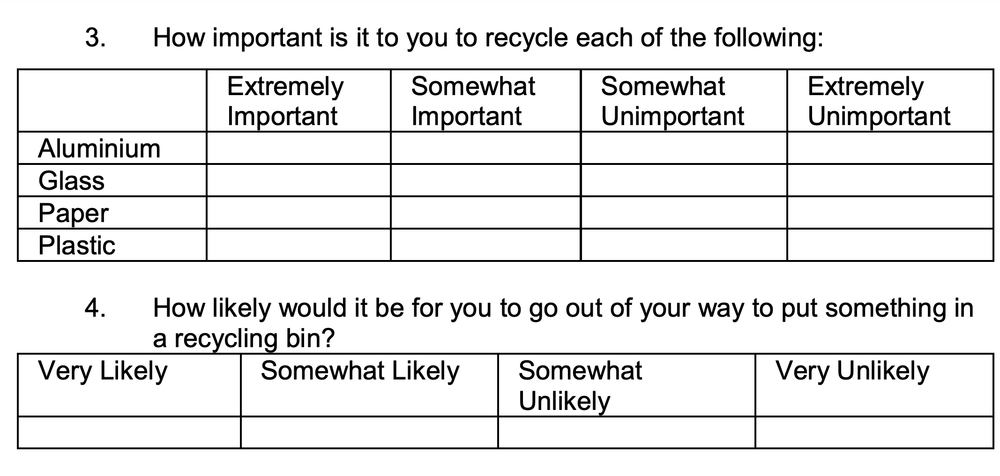 3. How important is it to you to recycle each of the following:
Extremely Important Somewhat Important Somewhat Unimportant Extremely Unimportant
Aluminium
Glass
Paper
Plastic
4. How likely would it be for you to go out of your way to put something in
a recycling bin?
Very Likely Somewhat Likely Somewhat Unlikely Very Unlikely